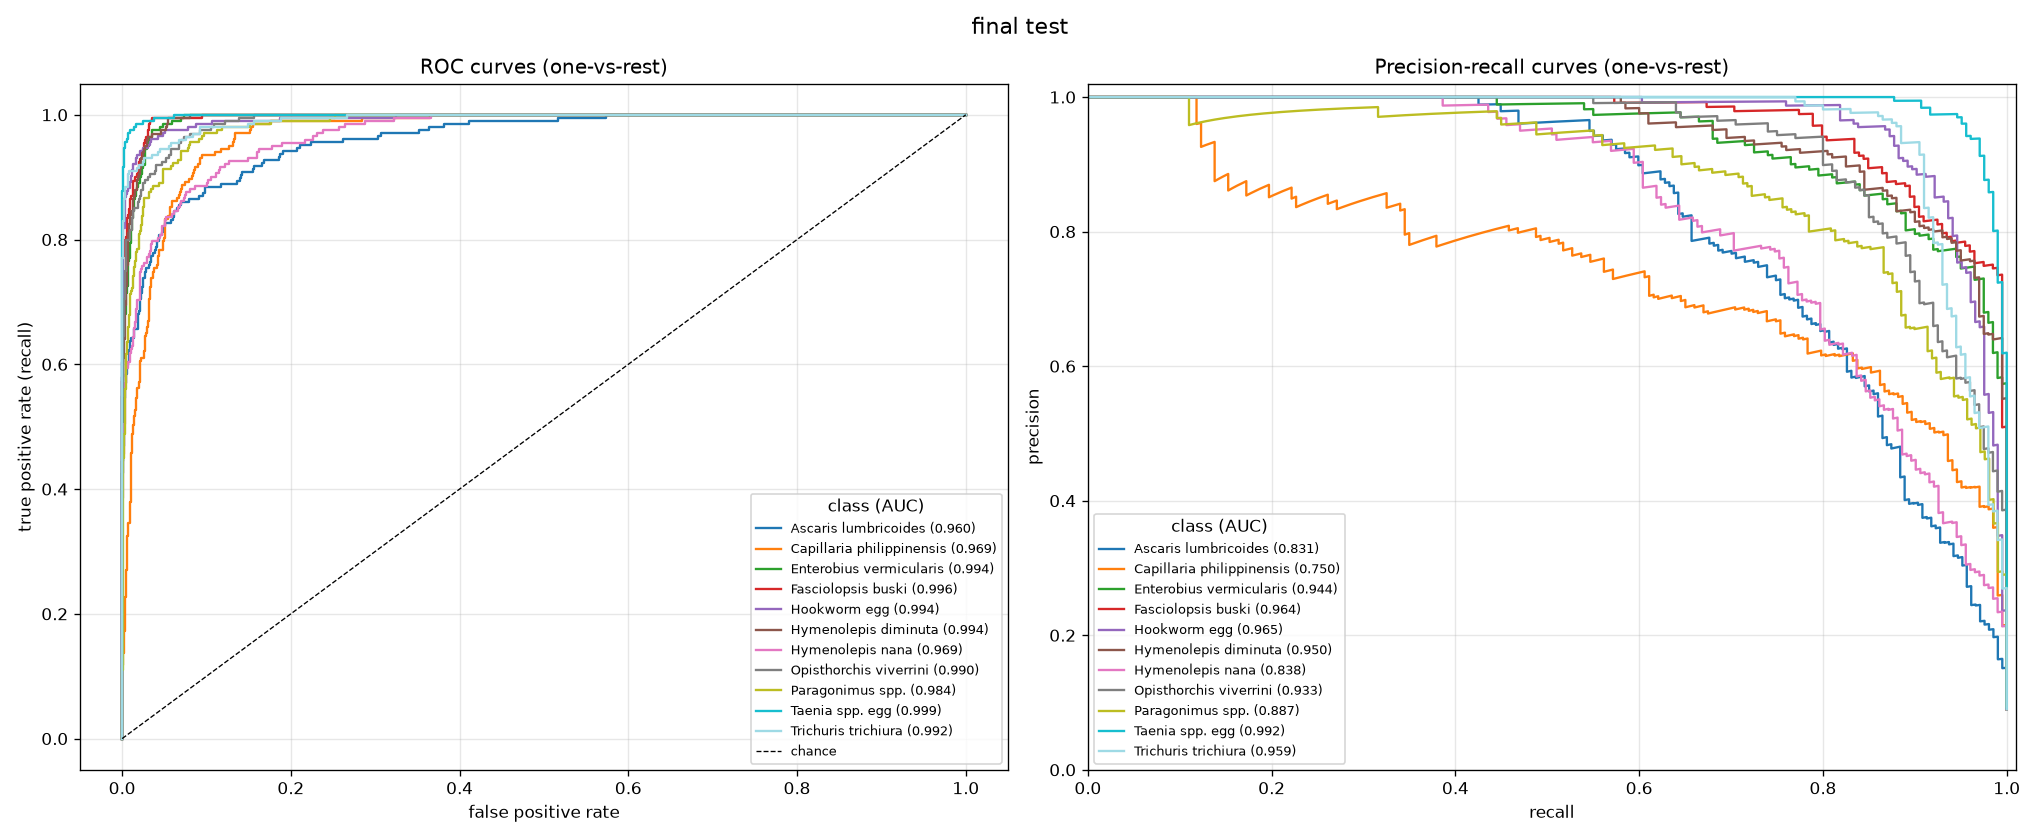 final test
ROC curves (one-vs-rest)
true positive rate (recall)
1.0
0.8
0.6
0.4
0.2
0.0
0.0 0.2 0.4 0.6 0.8 1.0
false positive rate
class (AUC)
Ascaris lumbricoides (0.960)
Capillaria philippinensis (0.969)
Enterobius vermicularis (0.994)
Fasciolopsis buski (0.996)
Hookworm egg (0.994)
Hymenolepis diminuta (0.994)
Hymenolepis nana (0.969)
Opisthorchis viverrini (0.990)
Paragonimus spp. (0.984)
Taenia spp. egg (0.999)
Trichuris trichiura (0.992)
chance
Precision-recall curves (one-vs-rest)
precision
1.0
0.8
0.6
0.4
0.2
0.0
0.0 0.2 0.4 0.6 0.8 1.0
recall
class (AUC)
Ascaris lumbricoides (0.831)
Capillaria philippinensis (0.750)
Enterobius vermicularis (0.944)
Fasciolopsis buski (0.964)
Hookworm egg (0.965)
Hymenolepis diminuta (0.950)
Hymenolepis nana (0.838)
Opisthorchis viverrini (0.933)
Paragonimus spp. (0.887)
Taenia spp. egg (0.992)
Trichuris trichiura (0.959)